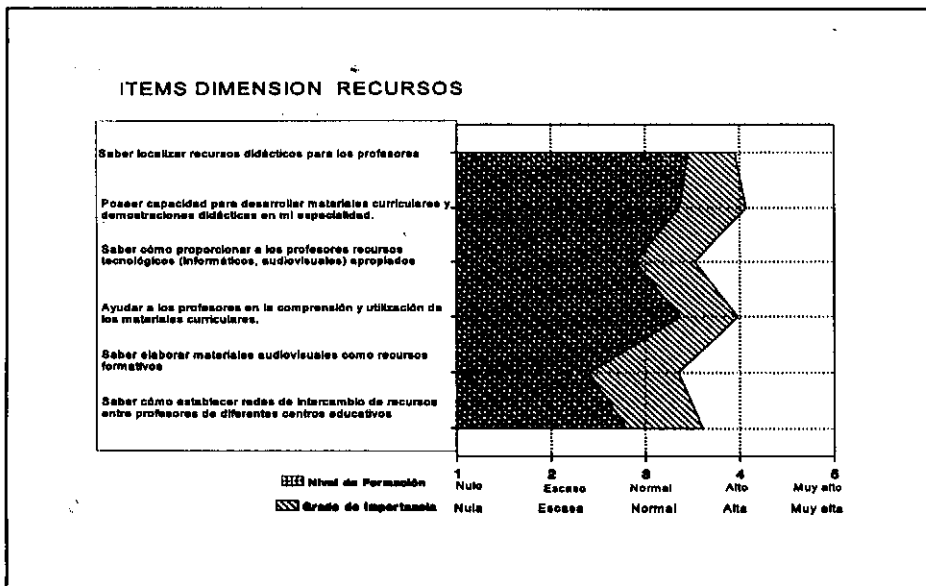 ITEMS DIMENSION RECURSOS
Saber localizar recursos didácticos para los profesores
Poseer capacidad para desarrollar materiales curriculares y
demostraciones didácticas en mi especialidad.
Saber cómo proporcionar a los profesores recursos
tecnológicos (informáticos, audiovisuales) apropiados
Ayudar a los profesores en la comprensión y utilización de
los materiales curriculares.
Saber elaborar materiales audiovisuales como recursos
formativos
Saber cómo establecer redes de intercambio de recursos
entre profesores de diferentes centros educativos
1 2 3 4 5
Nivel de Formación Nulo Escaso Normal Alto Muy alto
Grado de Importancia Nula Escasa Normal Alta Muy alta